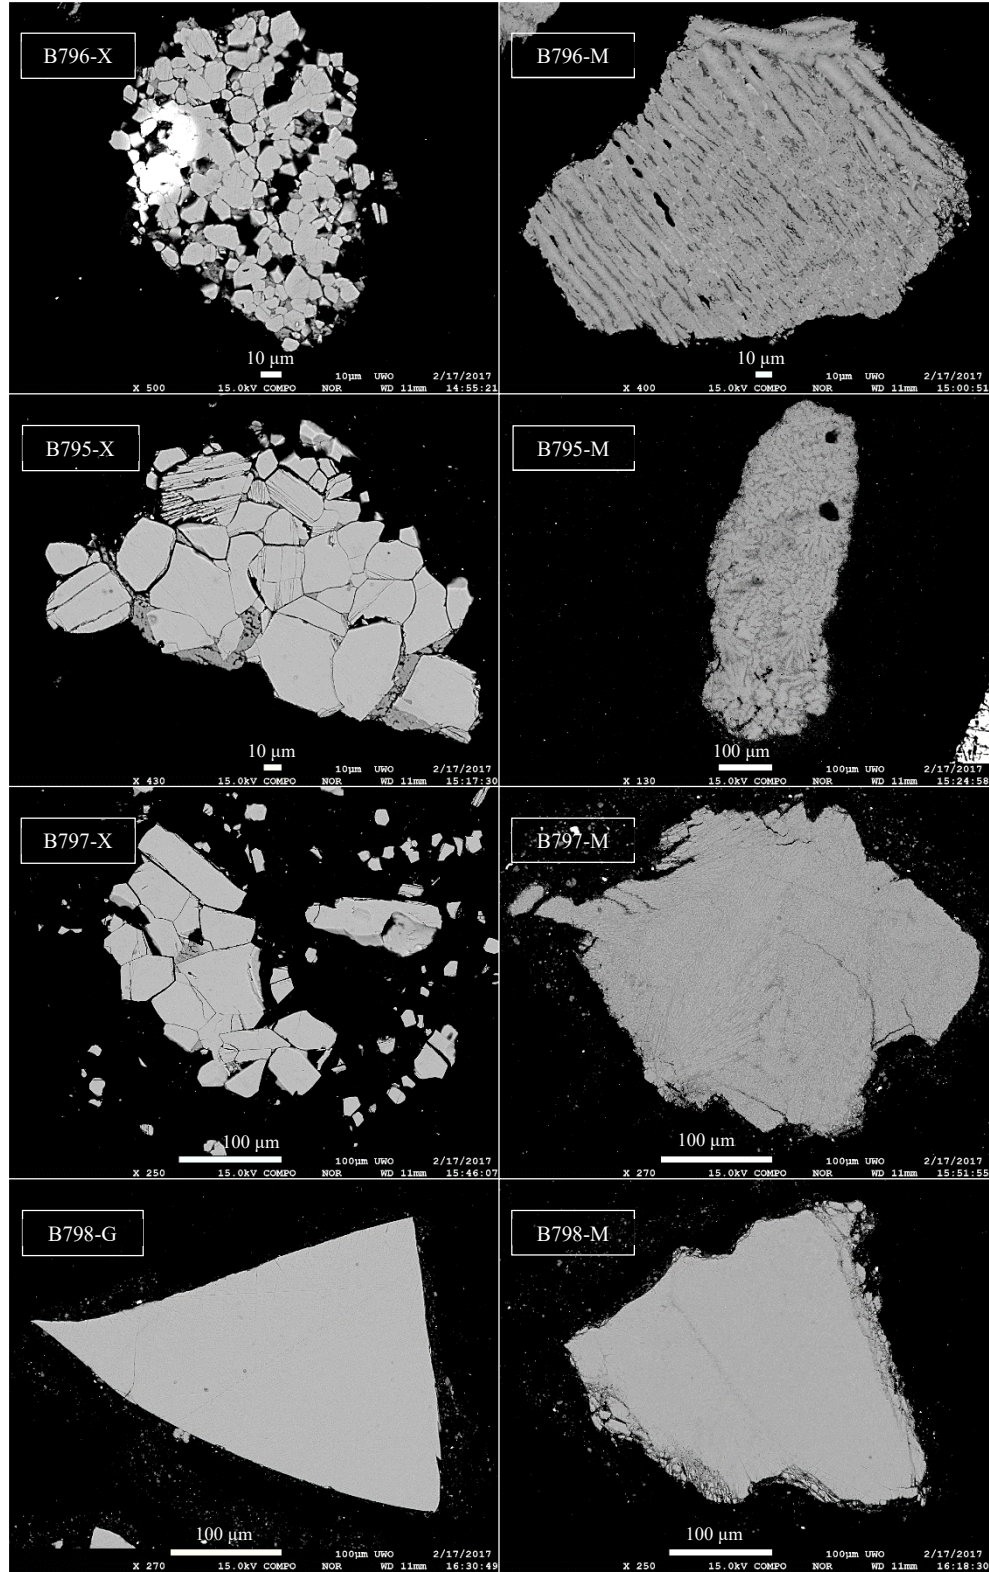 B796-X
10 μm
10μm UWO 2/17/2017
X 500 15.0kV COMPO NOR WD 11mm 14:55:21
B796-M
10 μm
10μm UWO 2/17/2017
X 400 15.0kV COMPO NOR WD 11mm 15:00:51
B795-X
10 μm
10μm UWO 2/17/2017
X 430 15.0kV COMPO NOR WD 11mm 15:17:30
B795-M
100 μm
100μm UWO 2/17/2017
X 130 15.0kV COMPO NOR WD 11mm 15:24:58
B797-X
100 μm
100μm UWO 2/17/2017
X 250 15.0kV COMPO NOR WD 11mm 15:46:07
B797-M
100 μm
100μm UWO 2/17/2017
X 270 15.0kV COMPO NOR WD 11mm 15:51:55
B798-G
100 μm
100μm UWO 2/17/2017
X 270 15.0kV COMPO NOR WD 11mm 16:30:49
B798-M
100 μm
100μm UWO 2/17/2017
X 250 15.0kV COMPO NOR WD 11mm 16:18:30